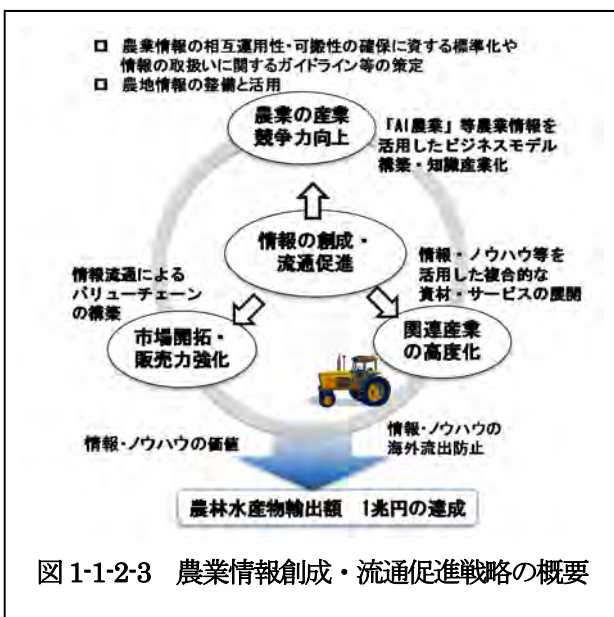 □ 農業情報の相互運用性・可搬性の確保に資する標準化や
情報の取扱いに関するガイドライン等の策定
□ 農地情報の整備と活用
農業の産業
競争力向上
「AI農業」等農業情報を
活用したビジネスモデル
構築・知識産業化
情報の創成・
流通促進
情報流通による
バリューチェーン
の構築
情報・ノウハウ等を
活用した複合的な
資材・サービスの展開
市場開拓・
販売力強化
関連産業
の高度化
情報・ノウハウの価値
情報・ノウハウの
海外流出防止
農林水産物輸出額 1兆円の達成
図 1-1-2-3 農業情報創成・流通促進戦略の概要